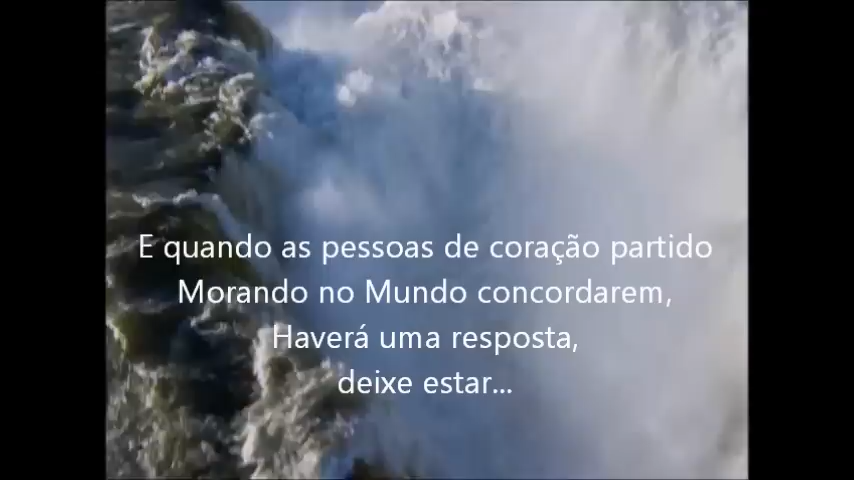 E quando as pessoas de coração partido
Morando no Mundo concordarem,
Haverá uma resposta,
deixe estar...